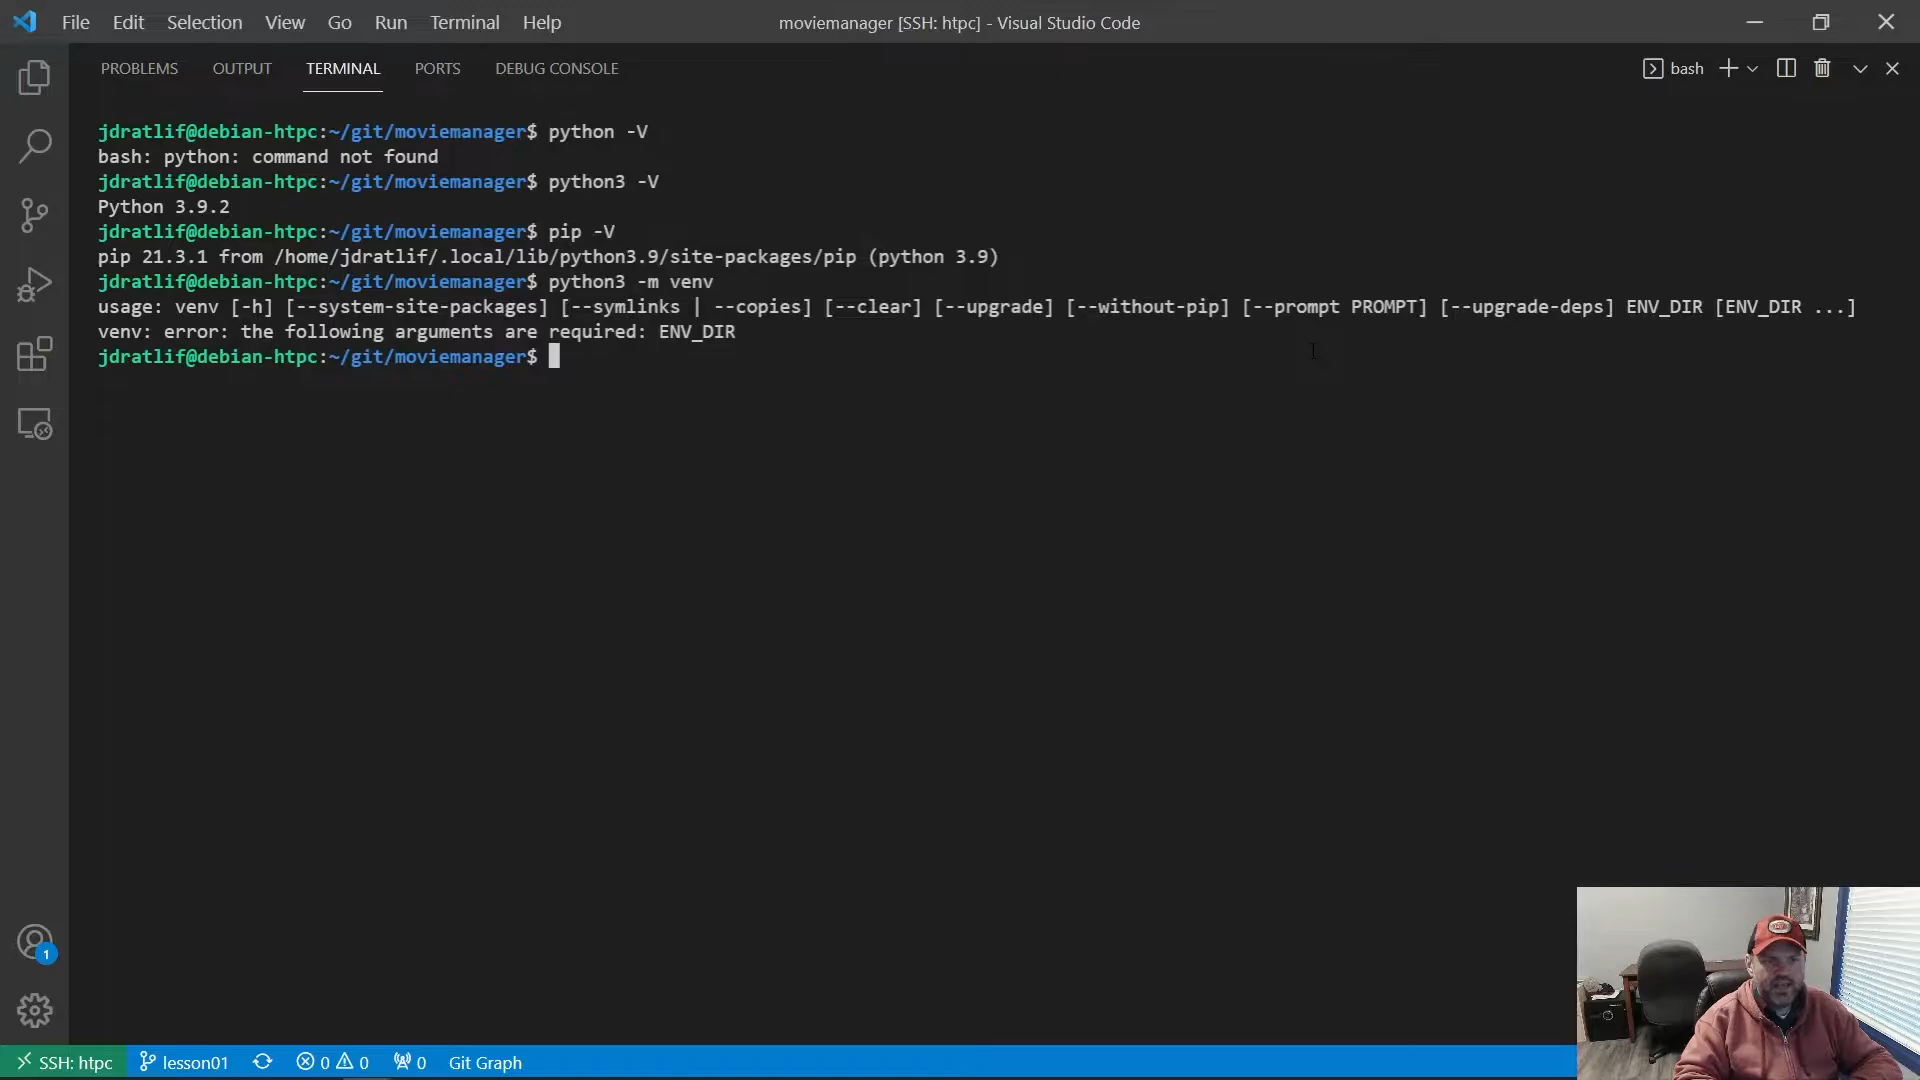 File Edit Selection View Go Run Terminal Help
moviemanager [SSH: htpc] - Visual Studio Code
PROBLEMS OUTPUT TERMINAL PORTS DEBUG CONSOLE
bash
jdratlif@debian-htpc:~/git/moviemanager$ python -V
bash: python: command not found
jdratlif@debian-htpc:~/git/moviemanager$ python3 -V
Python 3.9.2
jdratlif@debian-htpc:~/git/moviemanager$ pip -V
pip 21.3.1 from /home/jdratlif/.local/lib/python3.9/site-packages/pip (python 3.9)
jdratlif@debian-htpc:~/git/moviemanager$ python3 -m venv
usage: venv [-h] [--system-site-packages] [--symlinks | --copies] [--clear] [--upgrade] [--without-pip] [--prompt PROMPT] [--upgrade-deps] ENV_DIR [ENV_DIR ...]
venv: error: the following arguments are required: ENV_DIR
jdratlif@debian-htpc:~/git/moviemanager$
1
SSH: htpc lesson01 0 0 0 Git Graph